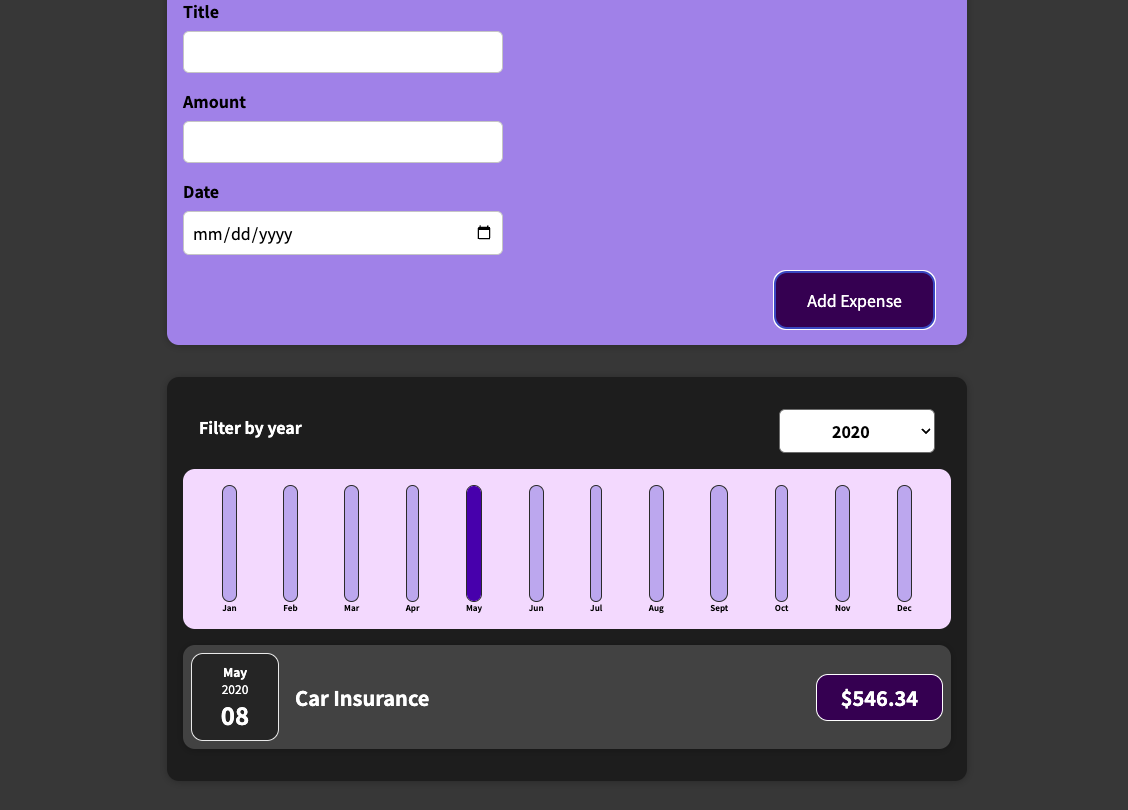 Title
Amount
Date
mm/dd/yyyy
Add Expense
Filter by year
2020
Jan Feb Mar Apr May Jun Jul Aug Sept Oct Nov Dec
May
2020
08
Car Insurance
$546.34